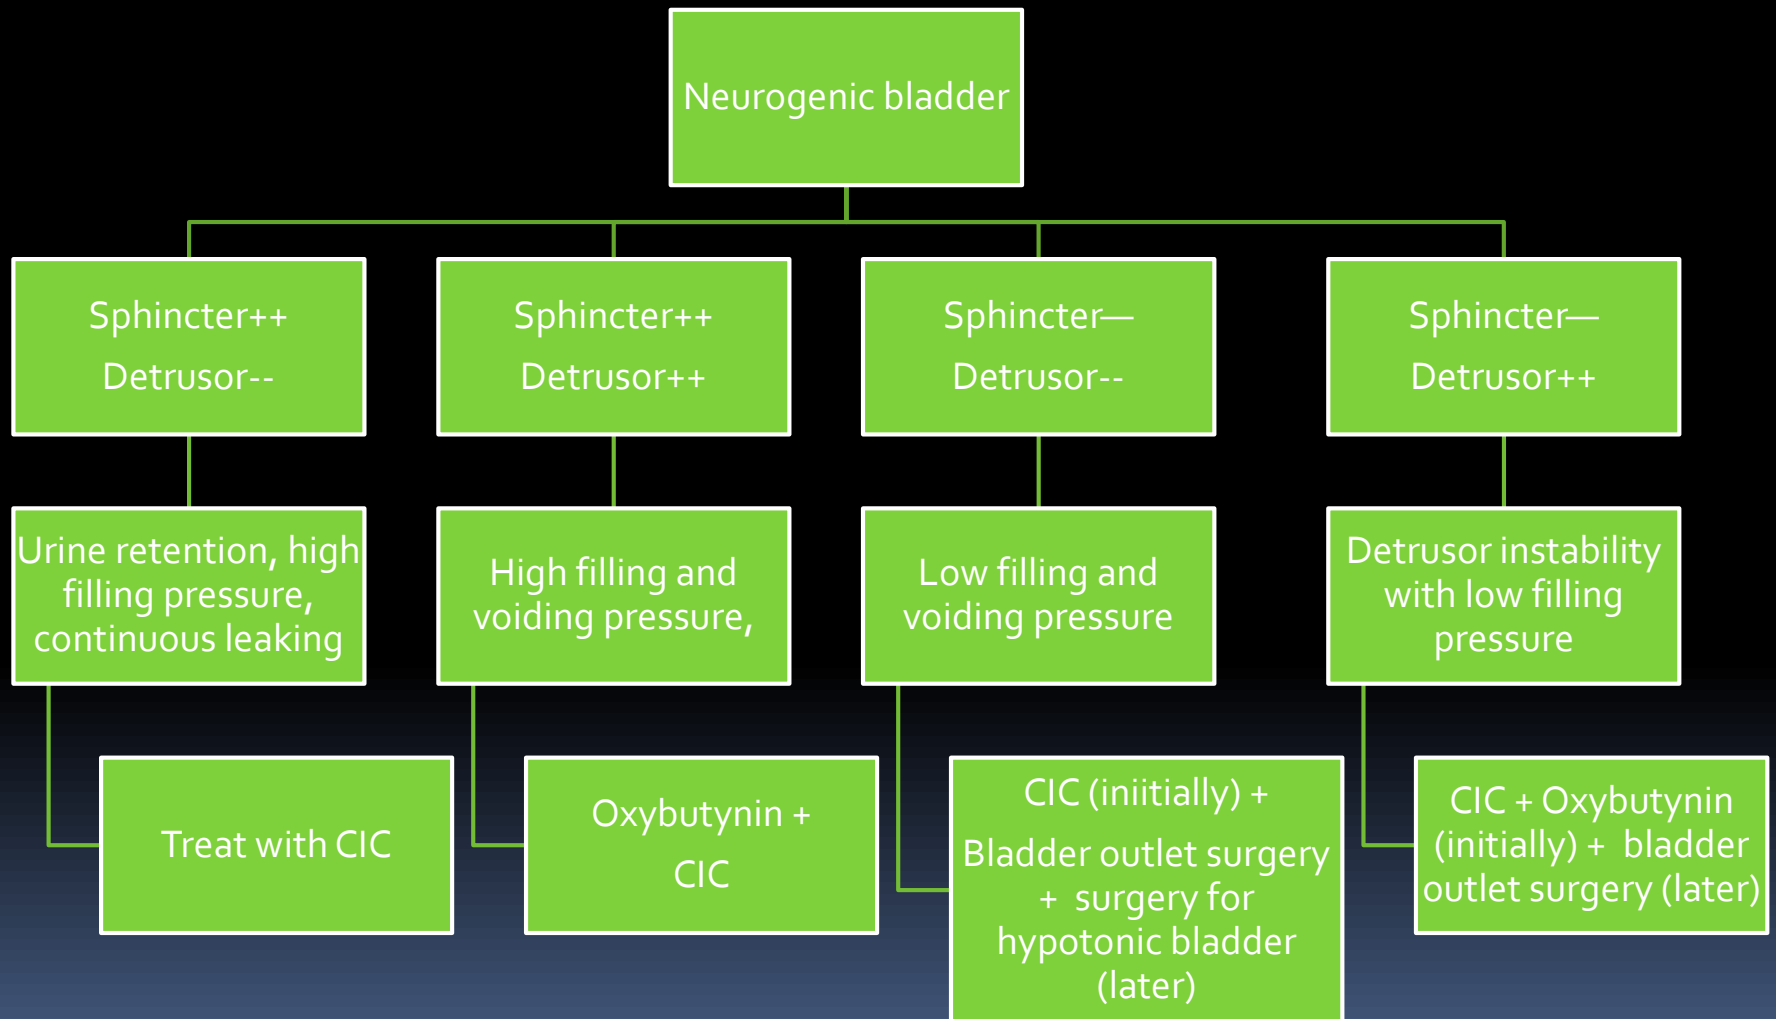 Neurogenic bladder
Sphincter++
Detrusor--
Sphincter++
Detrusor++
Sphincter—
Detrusor--
Sphincter—
Detrusor++
Urine retention, high
filling pressure,
continuous leaking
High filling and
voiding pressure,
Low filling and
voiding pressure
Detrusor instability
with low filling
pressure
Treat with CIC
Oxybutynin +
CIC
CIC (iniitially) +
Bladder outlet surgery
+ surgery for
hypotonic bladder
(later)
CIC + Oxybutynin
(initially) + bladder
outlet surgery (later)